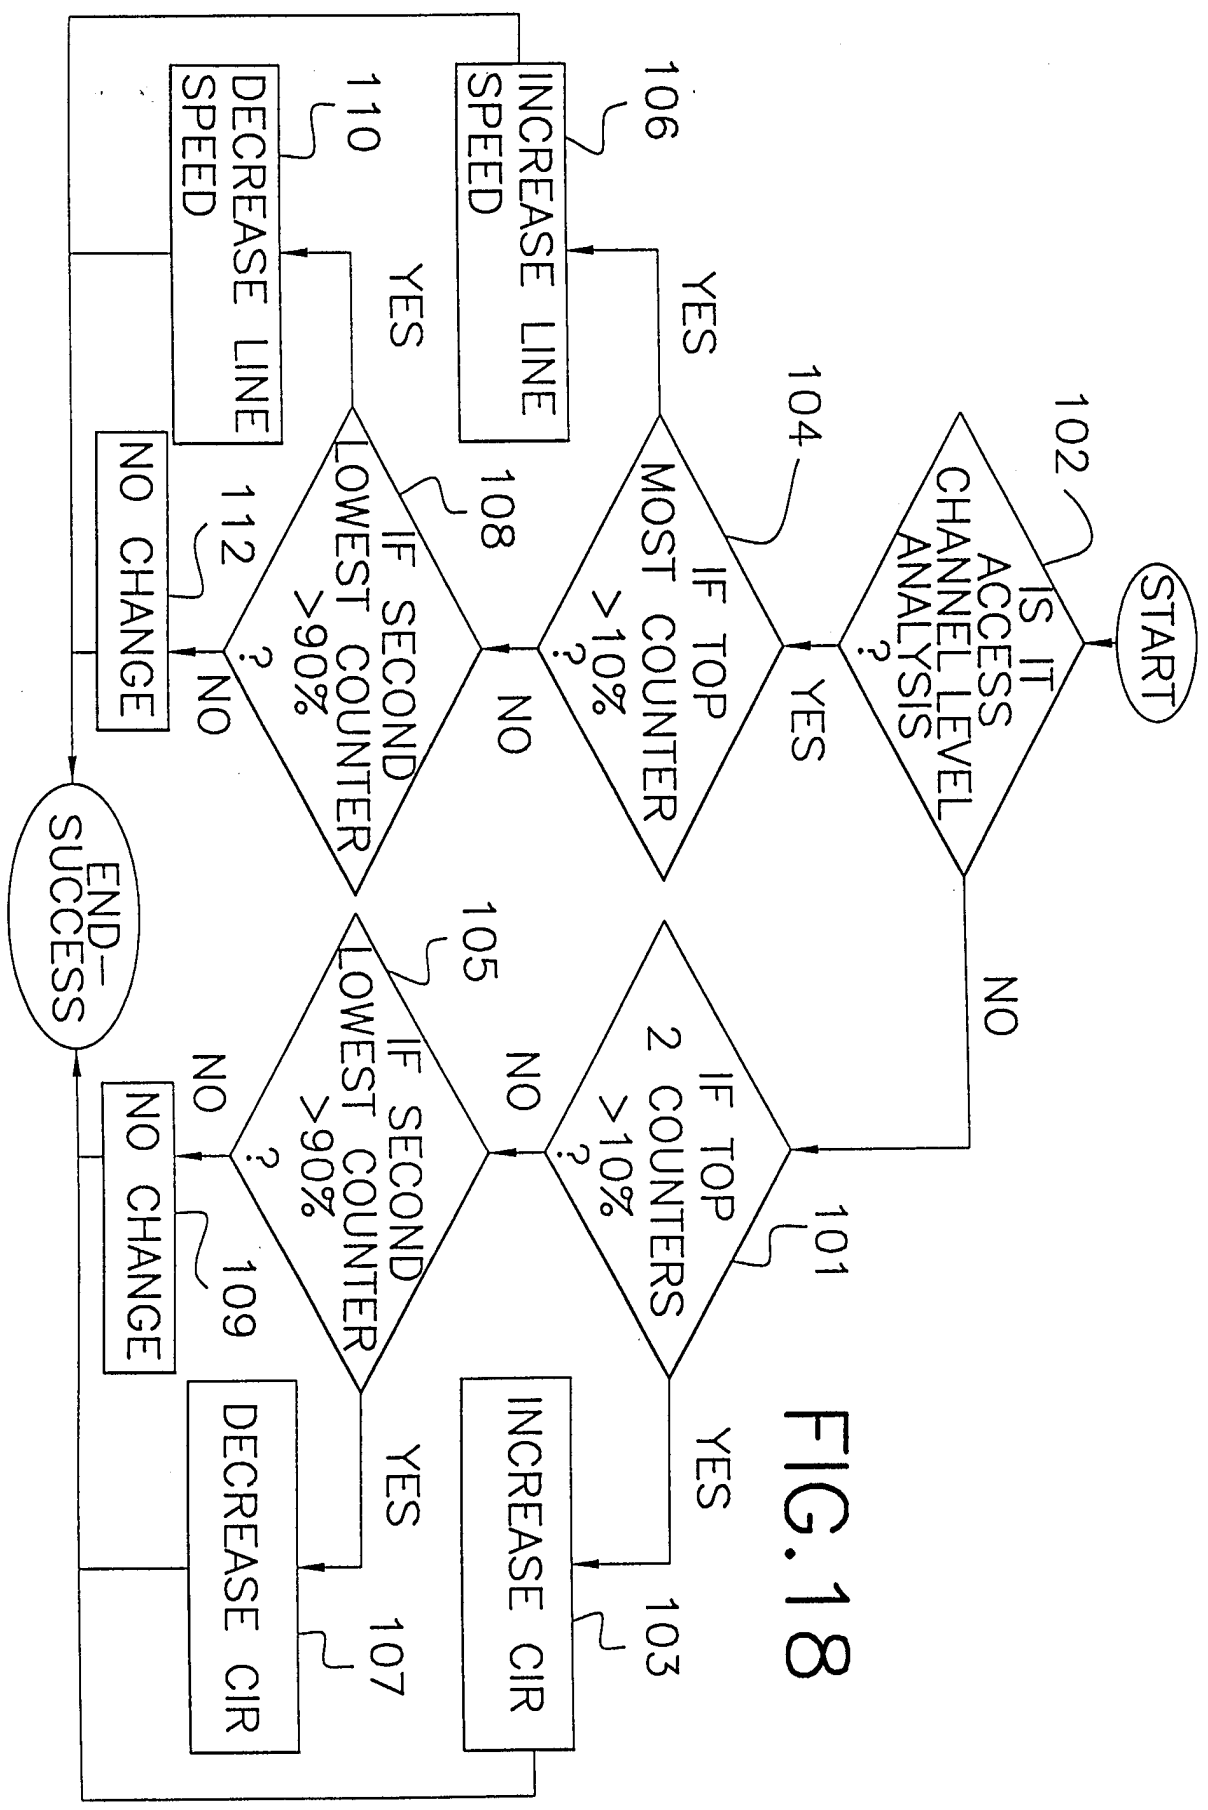 FIG. 18
START
102
IS IT
ACCESS
CHANNEL LEVEL
ANALYSIS
?
YES
NO
104
IF TOP
MOST COUNTER
>10%
?
YES
NO
106
INCREASE LINE
SPEED
108
IF SECOND
LOWEST COUNTER
>90%
?
YES
NO
110
DECREASE LINE
SPEED
112
NO CHANGE
101
IF TOP
2 COUNTERS
>10%
?
YES
NO
103
INCREASE CIR
105
IF SECOND
LOWEST COUNTER
>90%
?
YES
NO
107
DECREASE CIR
109
NO CHANGE
END–
SUCCESS